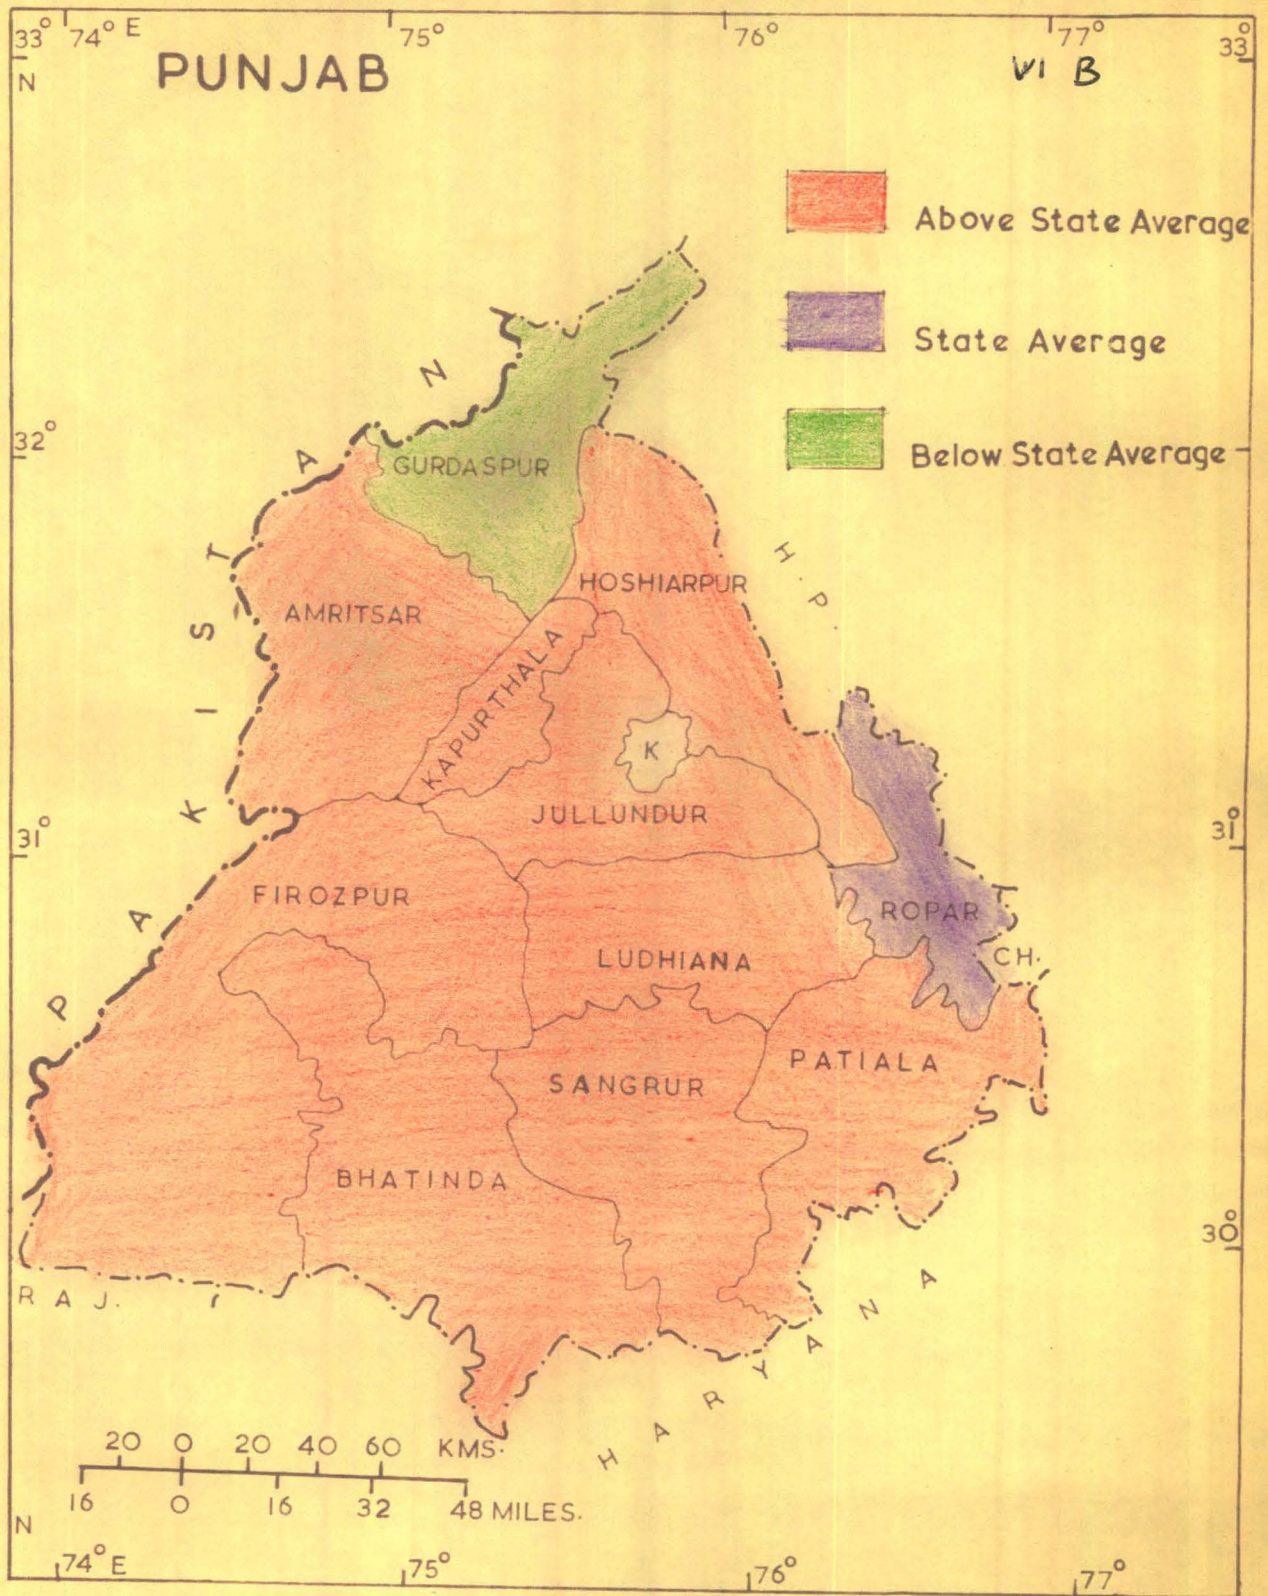 33° 74° E 75° 76° 77° 33°
N
PUNJAB
VI B
Above State Average
State Average
Below State Average
32°
PAKISTAN
GURDASPUR
H.P.
HOSHIARPUR
AMRITSAR
KAPURTHALA
K
JULLUNDUR
31° 31°
FIROZPUR
ROPAR
LUDHIANA
CH.
PATIALA
SANGRUR
BHATINDA
30°
RAJ.
HARYANA
20 0 20 40 60 KMS.
16 0 16 32 48 MILES.
N
74° E 75° 76° 77°